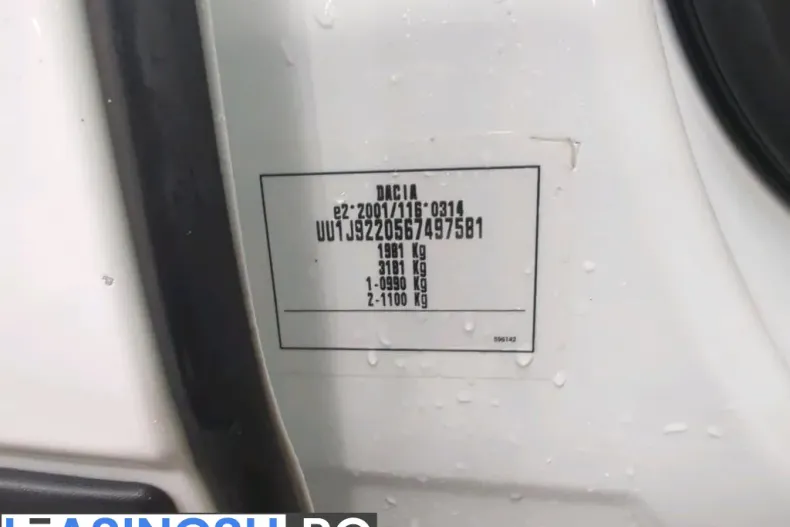 DACIA
e2*2001/116*0314
UU1J9220567497581
1981 Kg
3181 Kg
1-0990 Kg
2-1100 Kg
596142